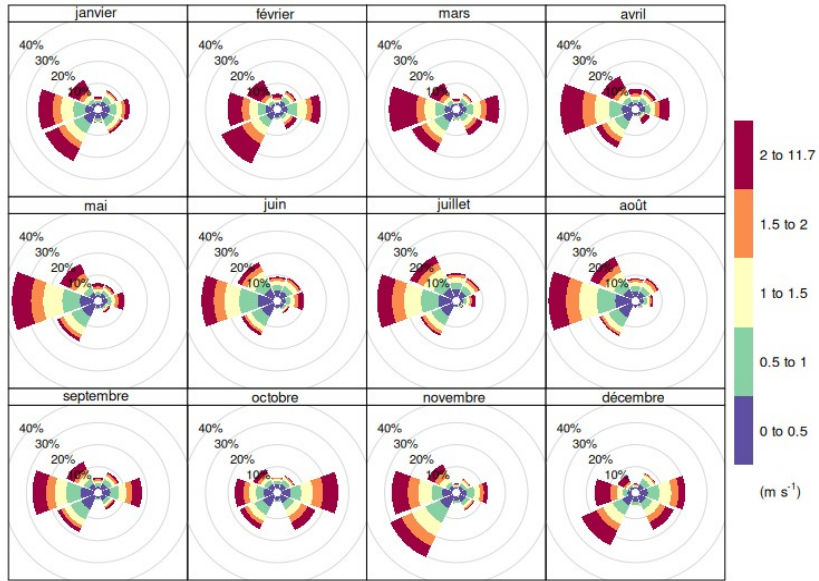 janvier
février
mars
avril
40%
30%
20%
10%
40%
30%
20%
10%
40%
30%
20%
10%
40%
30%
20%
10%
mai
juin
juillet
août
40%
30%
20%
10%
40%
30%
20%
10%
40%
30%
20%
10%
40%
30%
20%
10%
septembre
octobre
novembre
décembre
40%
30%
20%
10%
40%
30%
20%
10%
40%
30%
20%
10%
40%
30%
20%
10%
2 to 11.7
1.5 to 2
1 to 1.5
0.5 to 1
0 to 0.5
(m s⁻¹)